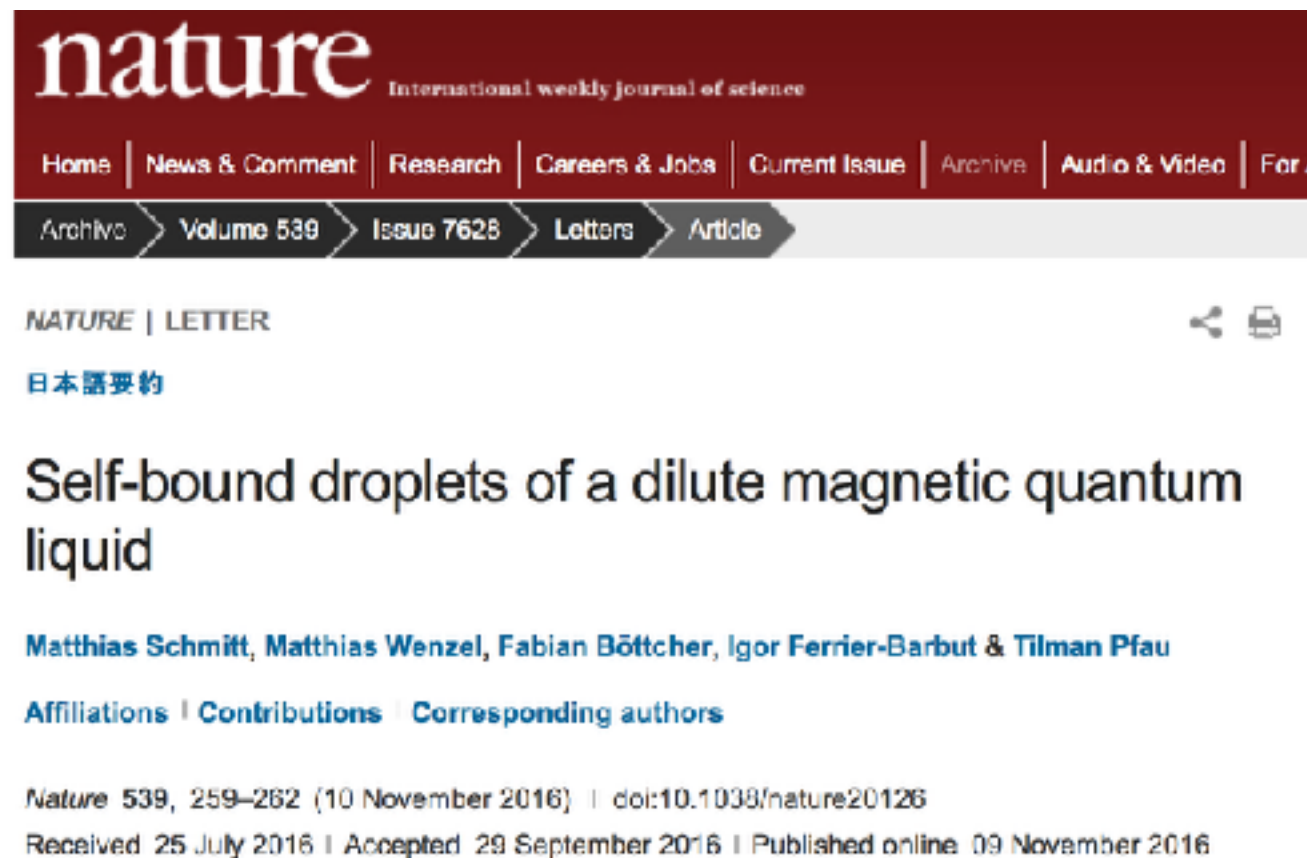 nature International weekly journal of science
Home | News & Comment | Research | Careers & Jobs | Current Issue | Archive | Audio & Video | For
Archive Volume 539 Issue 7628 Letters Article
NATURE | LETTER
日本語要約
Self-bound droplets of a dilute magnetic quantum
liquid
Matthias Schmitt, Matthias Wenzel, Fabian Böttcher, Igor Ferrier-Barbut & Tilman Pfau
Affiliations | Contributions | Corresponding authors
Nature 539, 259–262 (10 November 2016) | doi:10.1038/nature20126
Received 25 July 2016 | Accepted 29 September 2016 | Published online 09 November 2016